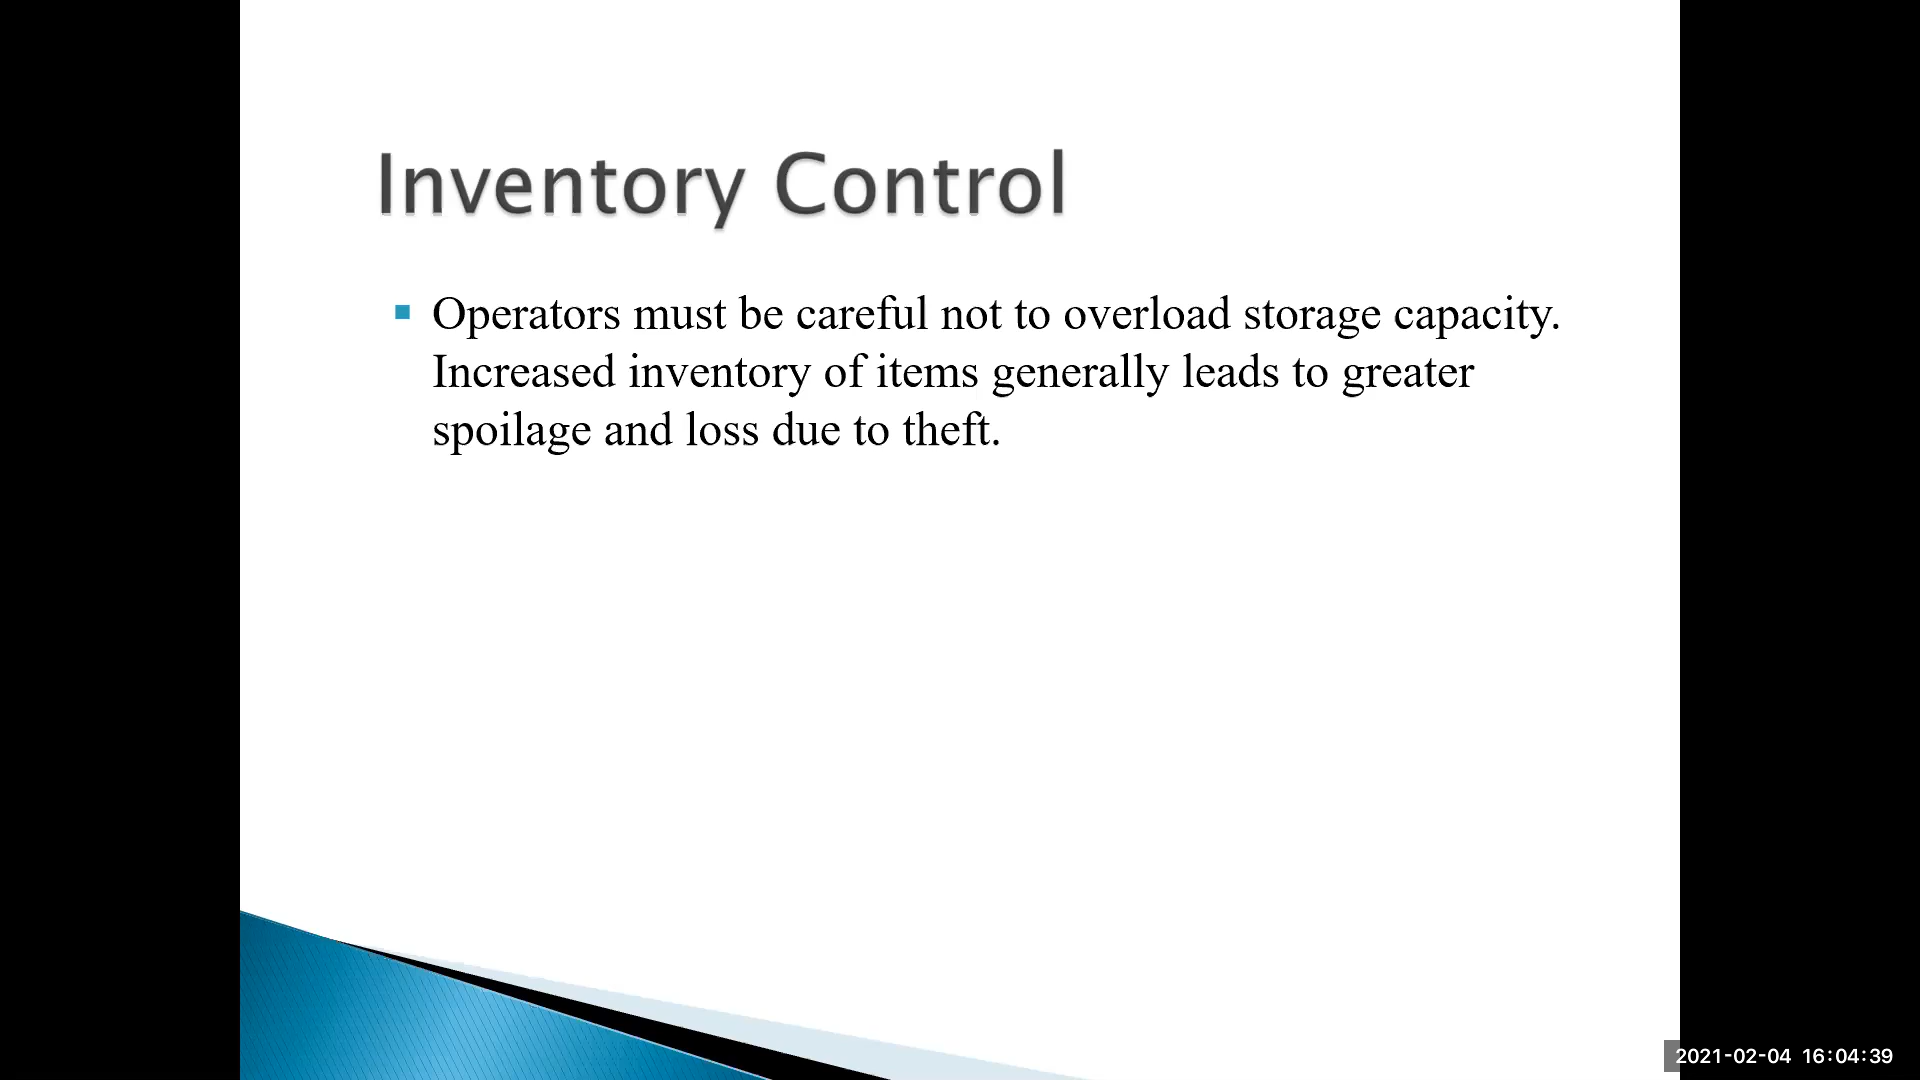 Inventory Control
Operators must be careful not to overload storage capacity.
Increased inventory of items generally leads to greater
spoilage and loss due to theft.
2021-02-04 16:04:39